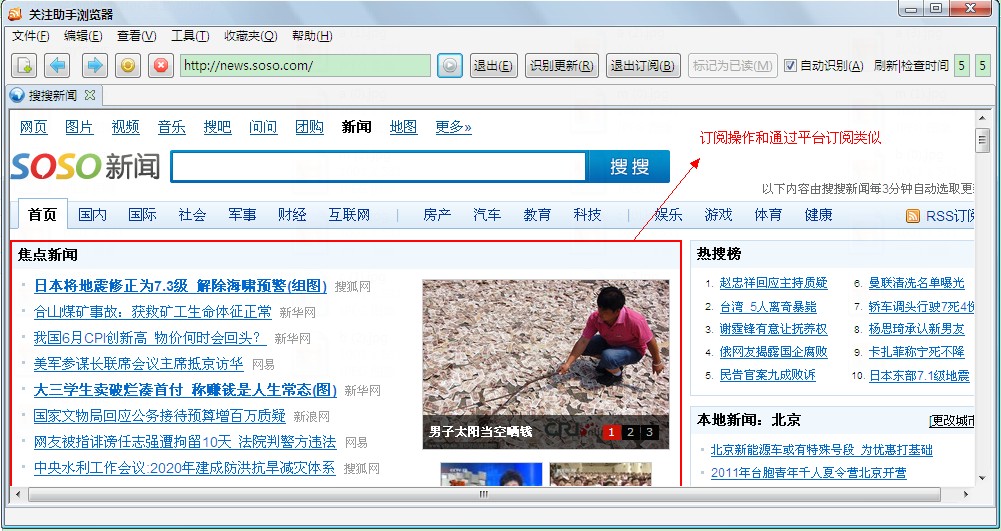 关注助手浏览器
文件(F) 编辑(E) 查看(V) 工具(T) 收藏夹(Q) 帮助(H)
http://news.soso.com/ 退出(E) 识别更新(R) 退出订阅(B) 标记为已读(M) 自动识别(A) 刷新|检查时间 5 5
搜搜新闻
网页 图片 视频 音乐 搜吧 问问 团购 新闻 地图 更多»
订阅操作和通过平台订阅类似
SOSO新闻 搜搜
以下内容由搜搜新闻每3分钟自动选取更
首页 国内 国际 社会 军事 财经 互联网 | 房产 汽车 教育 科技 | 娱乐 游戏 体育 健康 RSS订阅
焦点新闻
日本将地震修正为7.3级 解除海啸预警(组图) 搜狐网
合山煤矿事故：获救矿工生命体征正常 新华网
我国6月CPI创新高 物价何时会回头？ 新华网
美军参谋长联席会议主席抵京访华 网易
大三学生卖破烂凑首付 称赚钱是人生常态(图) 新华网
国家文物局回应公务接待预算增百万质疑 新浪网
网友被指诽谤任志强遭拘留10天 法院判警方违法 网易
中央水利工作会议:2020年建成防洪抗旱减灾体系 搜狐网
男子太阳当空晒钱 1 2 3
热搜榜
1. 赵忠祥回应主持质疑 6. 曼联清洗名单曝光
2. 台湾 5人离奇暴毙 7. 轿车调头行驶7死4伤
3. 谢霆锋有意让抚养权 8. 杨思琦承认新男友
4. 俄网友揭露国企腐败 9. 卡扎菲称宁死不降
5. 民告官案九成败诉 10. 日本东部7.1级地震
本地新闻：北京 [更改城市
北京新能源车或有特殊号段 为优惠打基础
2011年台胞青年千人夏令营北京开营